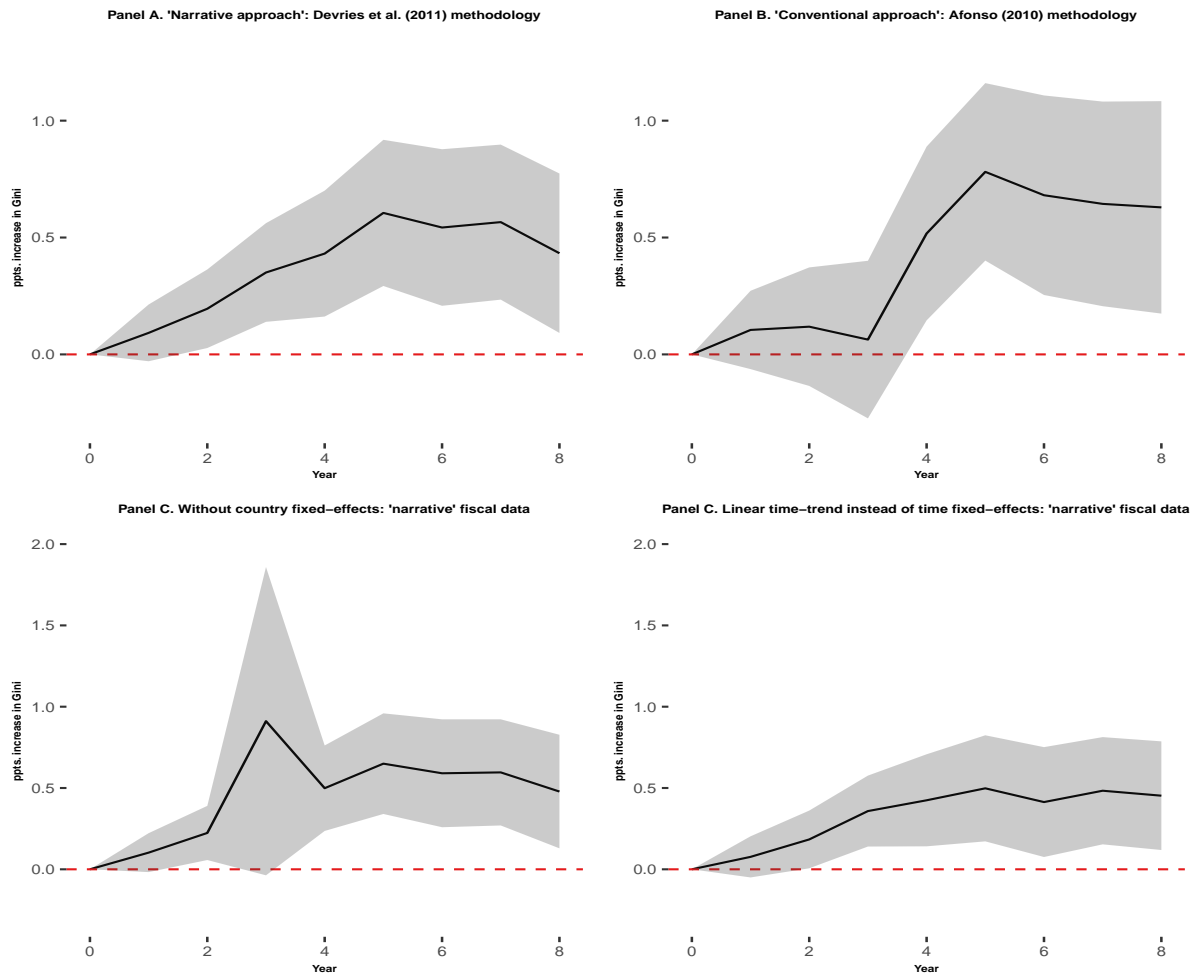 Panel A. 'Narrative approach': Devries et al. (2011) methodology
ppts. increase in Gini
1.0
0.5
0.0
0 2 4 6 8
Year
Panel B. 'Conventional approach': Afonso (2010) methodology
ppts. increase in Gini
1.0
0.5
0.0
0 2 4 6 8
Year
Panel C. Without country fixed−effects: 'narrative' fiscal data
ppts. increase in Gini
2.0
1.5
1.0
0.5
0.0
0 2 4 6 8
Year
Panel C. Linear time−trend instead of time fixed−effects: 'narrative' fiscal data
ppts. increase in Gini
2.0
1.5
1.0
0.5
0.0
0 2 4 6 8
Year